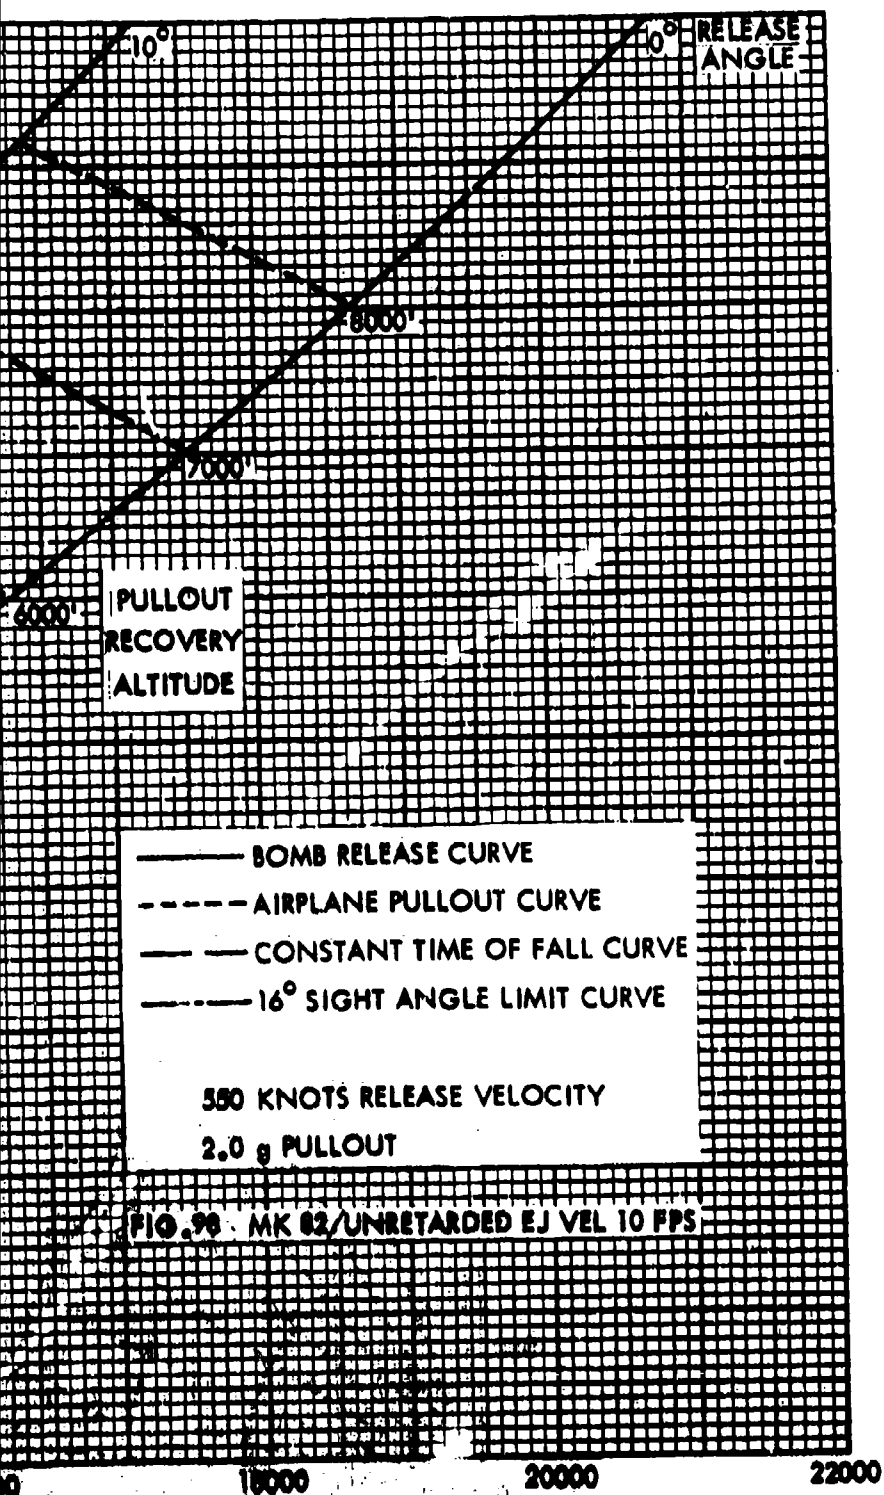 10°
0°
RELEASE
ANGLE
8000'
7000'
6000'
PULLOUT
RECOVERY
ALTITUDE
BOMB RELEASE CURVE
AIRPLANE PULLOUT CURVE
CONSTANT TIME OF FALL CURVE
16° SIGHT ANGLE LIMIT CURVE
550 KNOTS RELEASE VELOCITY
2.0 g PULLOUT
MK 82/UNRETARDED EJ VEL 10 FPS
18000
20000
22000